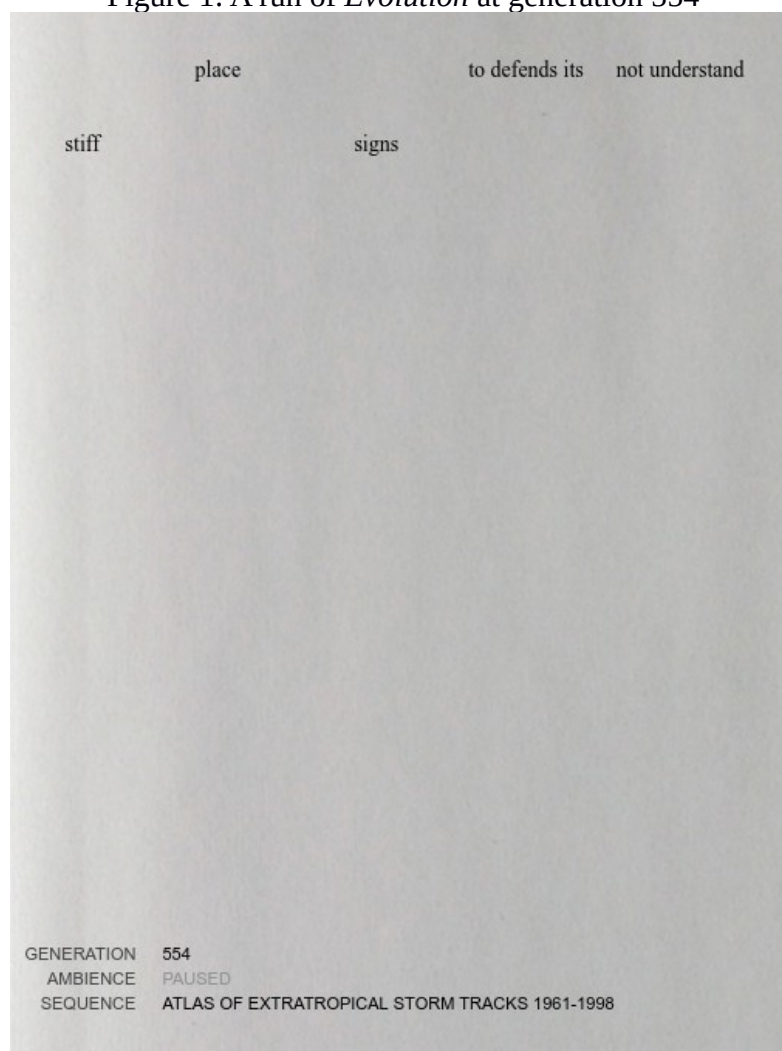 Figure 1: A run of Evolution at generation 554
place to defends its not understand
stiff signs
GENERATION 554
AMBIENCE PAUSED
SEQUENCE ATLAS OF EXTRATROPICAL STORM TRACKS 1961-1998